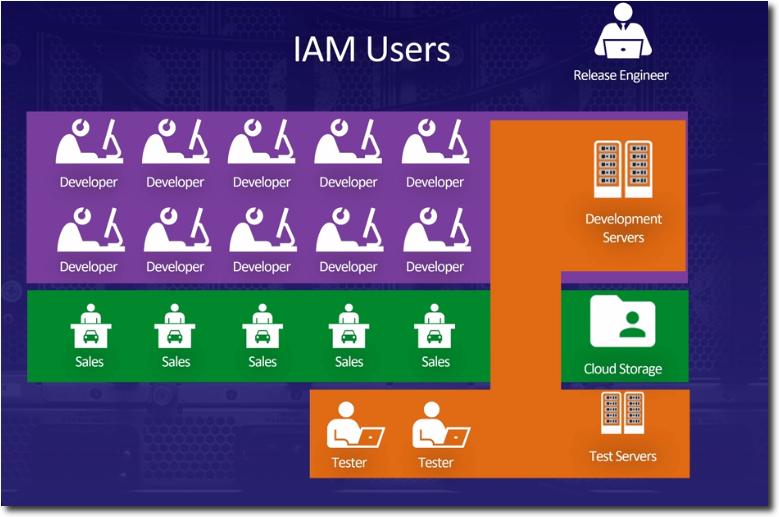 IAM Users
Release Engineer
Developer Developer Developer Developer Developer
Development
Servers
Developer Developer Developer Developer Developer
Sales Sales Sales Sales Sales
Cloud Storage
Tester Tester
Test Servers